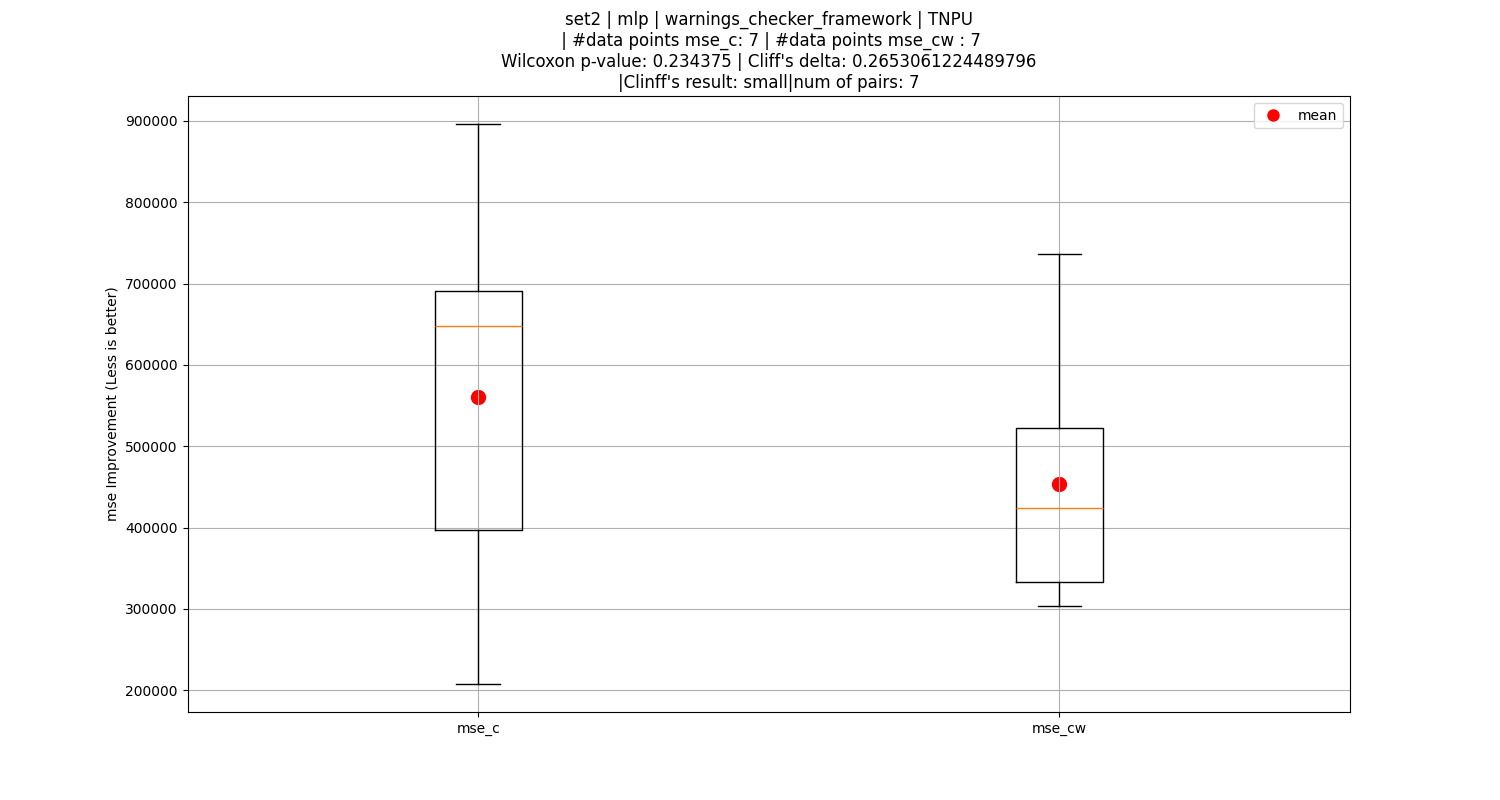 set2 | mlp | warnings_checker_framework | TNPU
| #data points mse_c: 7 | #data points mse_cw : 7
Wilcoxon p-value: 0.234375 | Cliff's delta: 0.2653061224489796
|Clinff's result: small|num of pairs: 7
mean
mse Improvement (Less is better)
900000
800000
700000
600000
500000
400000
300000
200000
mse_c
mse_cw